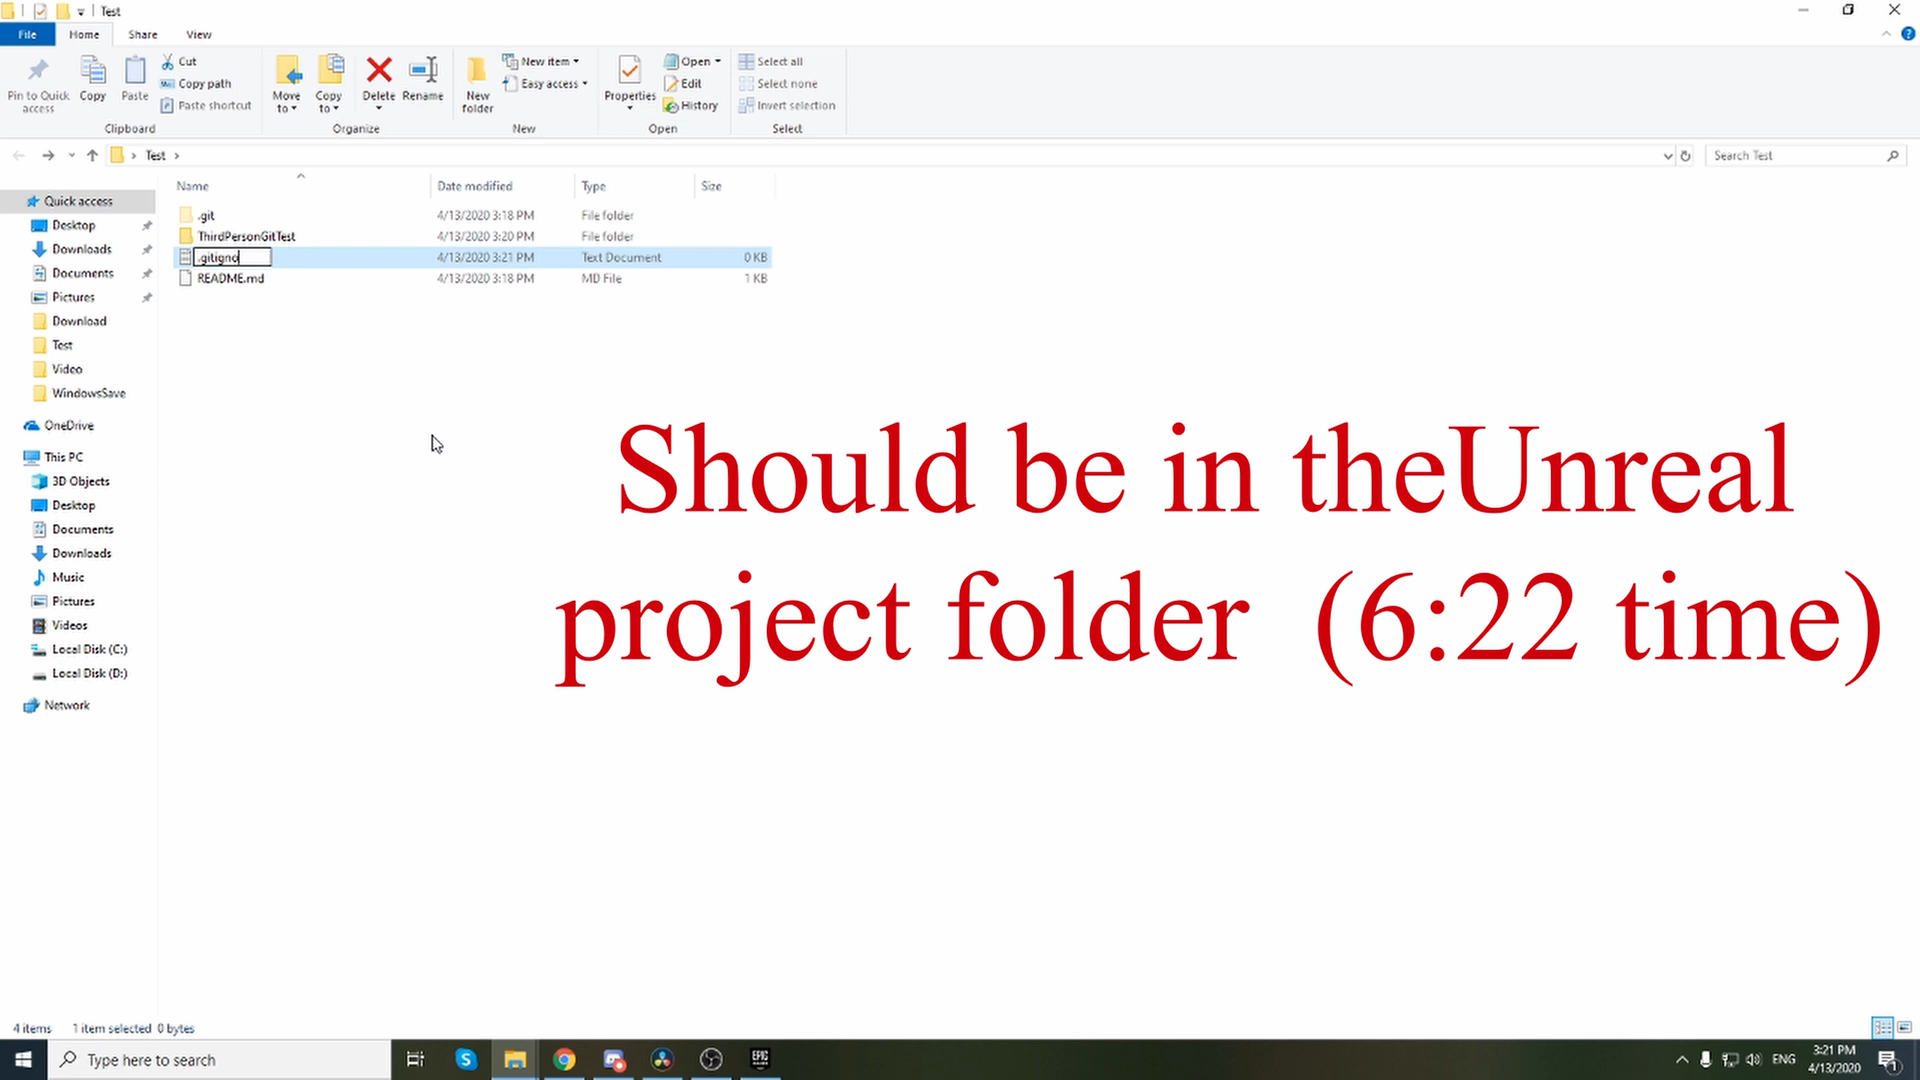 Test
File
Home
Share
View
Pin to Quick access
Copy
Paste
Cut
Copy path
Paste shortcut
Clipboard
Move to
Copy to
Delete
Rename
Organize
New folder
New item
Easy access
New
Properties
Open
Edit
History
Open
Select all
Select none
Invert selection
Select
Test
Search Test
Name
Date modified
Type
Size
.git
4/13/2020 3:18 PM
File folder
ThirdPersonGitTest
4/13/2020 3:20 PM
File folder
.gitigno
4/13/2020 3:21 PM
Text Document
0 KB
README.md
4/13/2020 3:18 PM
MD File
1 KB
Quick access
Desktop
Downloads
Documents
Pictures
Download
Test
Video
WindowsSave
OneDrive
This PC
3D Objects
Desktop
Documents
Downloads
Music
Pictures
Videos
Local Disk (C:)
Local Disk (D:)
Network
Should be in theUnreal
project folder (6:22 time)
4 items
1 item selected 0 bytes
Type here to search
EPIC
ENG
3:21 PM
4/13/2020
1